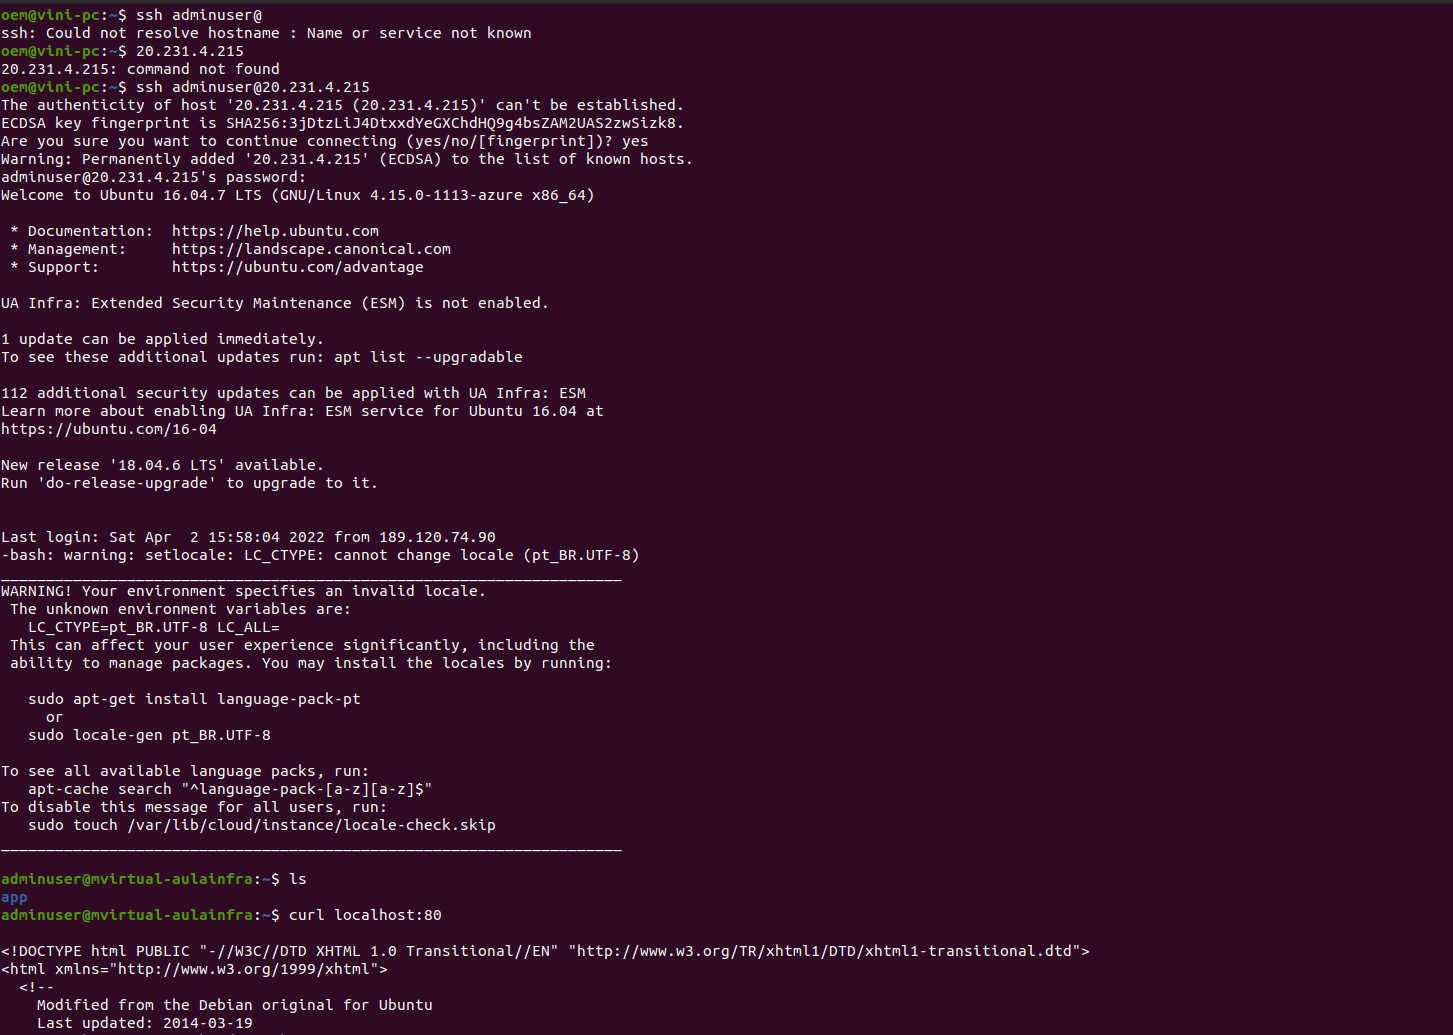 oem@vini-pc:~$ ssh adminuser@
ssh: Could not resolve hostname : Name or service not known
oem@vini-pc:~$ 20.231.4.215
20.231.4.215: command not found
oem@vini-pc:~$ ssh adminuser@20.231.4.215
The authenticity of host '20.231.4.215 (20.231.4.215)' can't be established.
ECDSA key fingerprint is SHA256:3jDtzLiJ4DtxxdYeGXChdHQ9g4bsZAM2UAS2zwSizk8.
Are you sure you want to continue connecting (yes/no/[fingerprint])? yes
Warning: Permanently added '20.231.4.215' (ECDSA) to the list of known hosts.
adminuser@20.231.4.215's password:
Welcome to Ubuntu 16.04.7 LTS (GNU/Linux 4.15.0-1113-azure x86_64)

 * Documentation:  https://help.ubuntu.com
 * Management:     https://landscape.canonical.com
 * Support:        https://ubuntu.com/advantage

UA Infra: Extended Security Maintenance (ESM) is not enabled.

1 update can be applied immediately.
To see these additional updates run: apt list --upgradable

112 additional security updates can be applied with UA Infra: ESM
Learn more about enabling UA Infra: ESM service for Ubuntu 16.04 at
https://ubuntu.com/16-04

New release '18.04.6 LTS' available.
Run 'do-release-upgrade' to upgrade to it.


Last login: Sat Apr  2 15:58:04 2022 from 189.120.74.90
-bash: warning: setlocale: LC_CTYPE: cannot change locale (pt_BR.UTF-8)
_____________________________________________________________________
WARNING! Your environment specifies an invalid locale.
 The unknown environment variables are:
   LC_CTYPE=pt_BR.UTF-8 LC_ALL=
 This can affect your user experience significantly, including the
 ability to manage packages. You may install the locales by running:

   sudo apt-get install language-pack-pt
     or
   sudo locale-gen pt_BR.UTF-8

To see all available language packs, run:
   apt-cache search "^language-pack-[a-z][a-z]$"
To disable this message for all users, run:
   sudo touch /var/lib/cloud/instance/locale-check.skip
_____________________________________________________________________

adminuser@mvirtual-aulainfra:~$ ls
app
adminuser@mvirtual-aulainfra:~$ curl localhost:80

<!DOCTYPE html PUBLIC "-//W3C//DTD XHTML 1.0 Transitional//EN" "http://www.w3.org/TR/xhtml1/DTD/xhtml1-transitional.dtd">
<html xmlns="http://www.w3.org/1999/xhtml">
  <!--
    Modified from the Debian original for Ubuntu
    Last updated: 2014-03-19